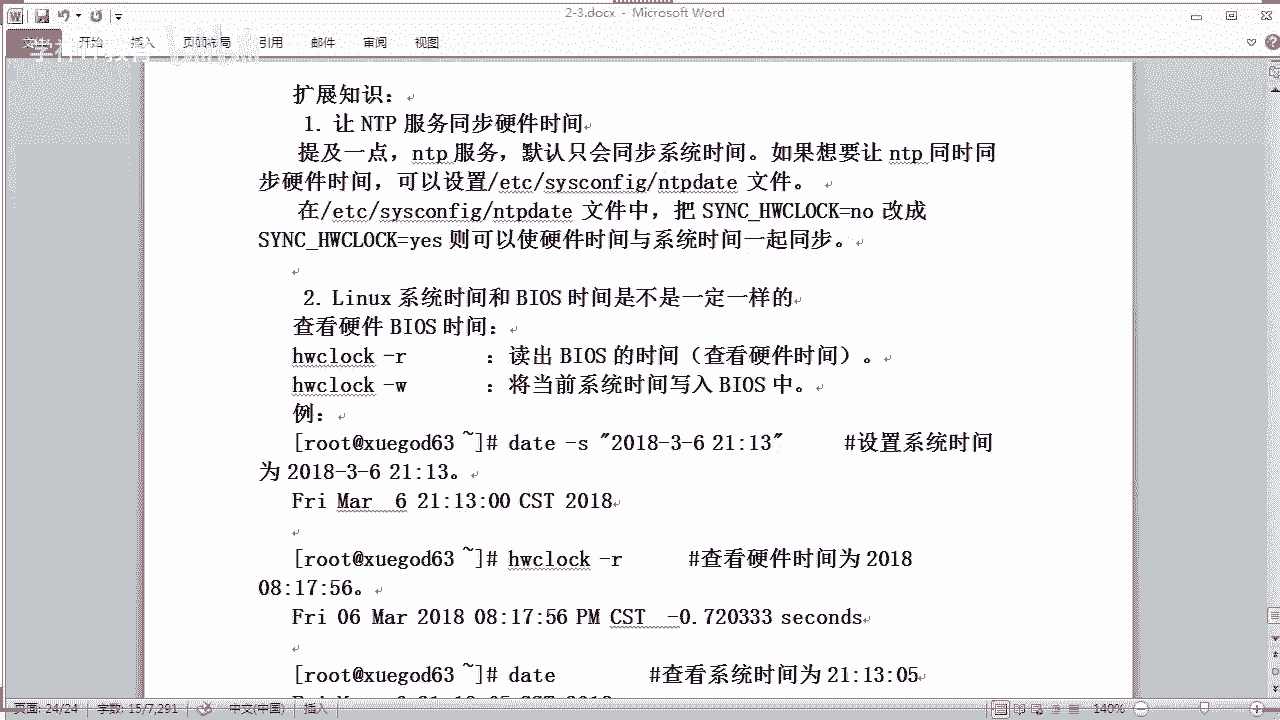 2-3.docx - Microsoft Word
文件 开始 插入 页面布局 引用 邮件 审阅 视图
扩展知识：
1. 让 NTP 服务同步硬件时间
提及一点，ntp 服务，默认只会同步系统时间。如果想要让 ntp 同时同
步硬件时间，可以设置/etc/sysconfig/ntpdate 文件。
在/etc/sysconfig/ntpdate 文件中，把 SYNC_HWCLOCK=no 改成
SYNC_HWCLOCK=yes 则可以使硬件时间与系统时间一起同步。
2. Linux 系统时间和 BIOS 时间是不是一定一样的
查看硬件 BIOS 时间：
hwclock -r ：读出 BIOS 的时间（查看硬件时间）。
hwclock -w ：将当前系统时间写入 BIOS 中。
例：
[root@xuegod63 ~]# date -s "2018-3-6 21:13" #设置系统时间
为 2018-3-6 21:13。
Fri Mar 6 21:13:00 CST 2018
[root@xuegod63 ~]# hwclock -r #查看硬件时间为 2018
08:17:56。
Fri 06 Mar 2018 08:17:56 PM CST -0.720333 seconds
[root@xuegod63 ~]# date #查看系统时间为 21:13:05
页面: 24/24 字数: 15/7,291 中文(中国) 插入 140%